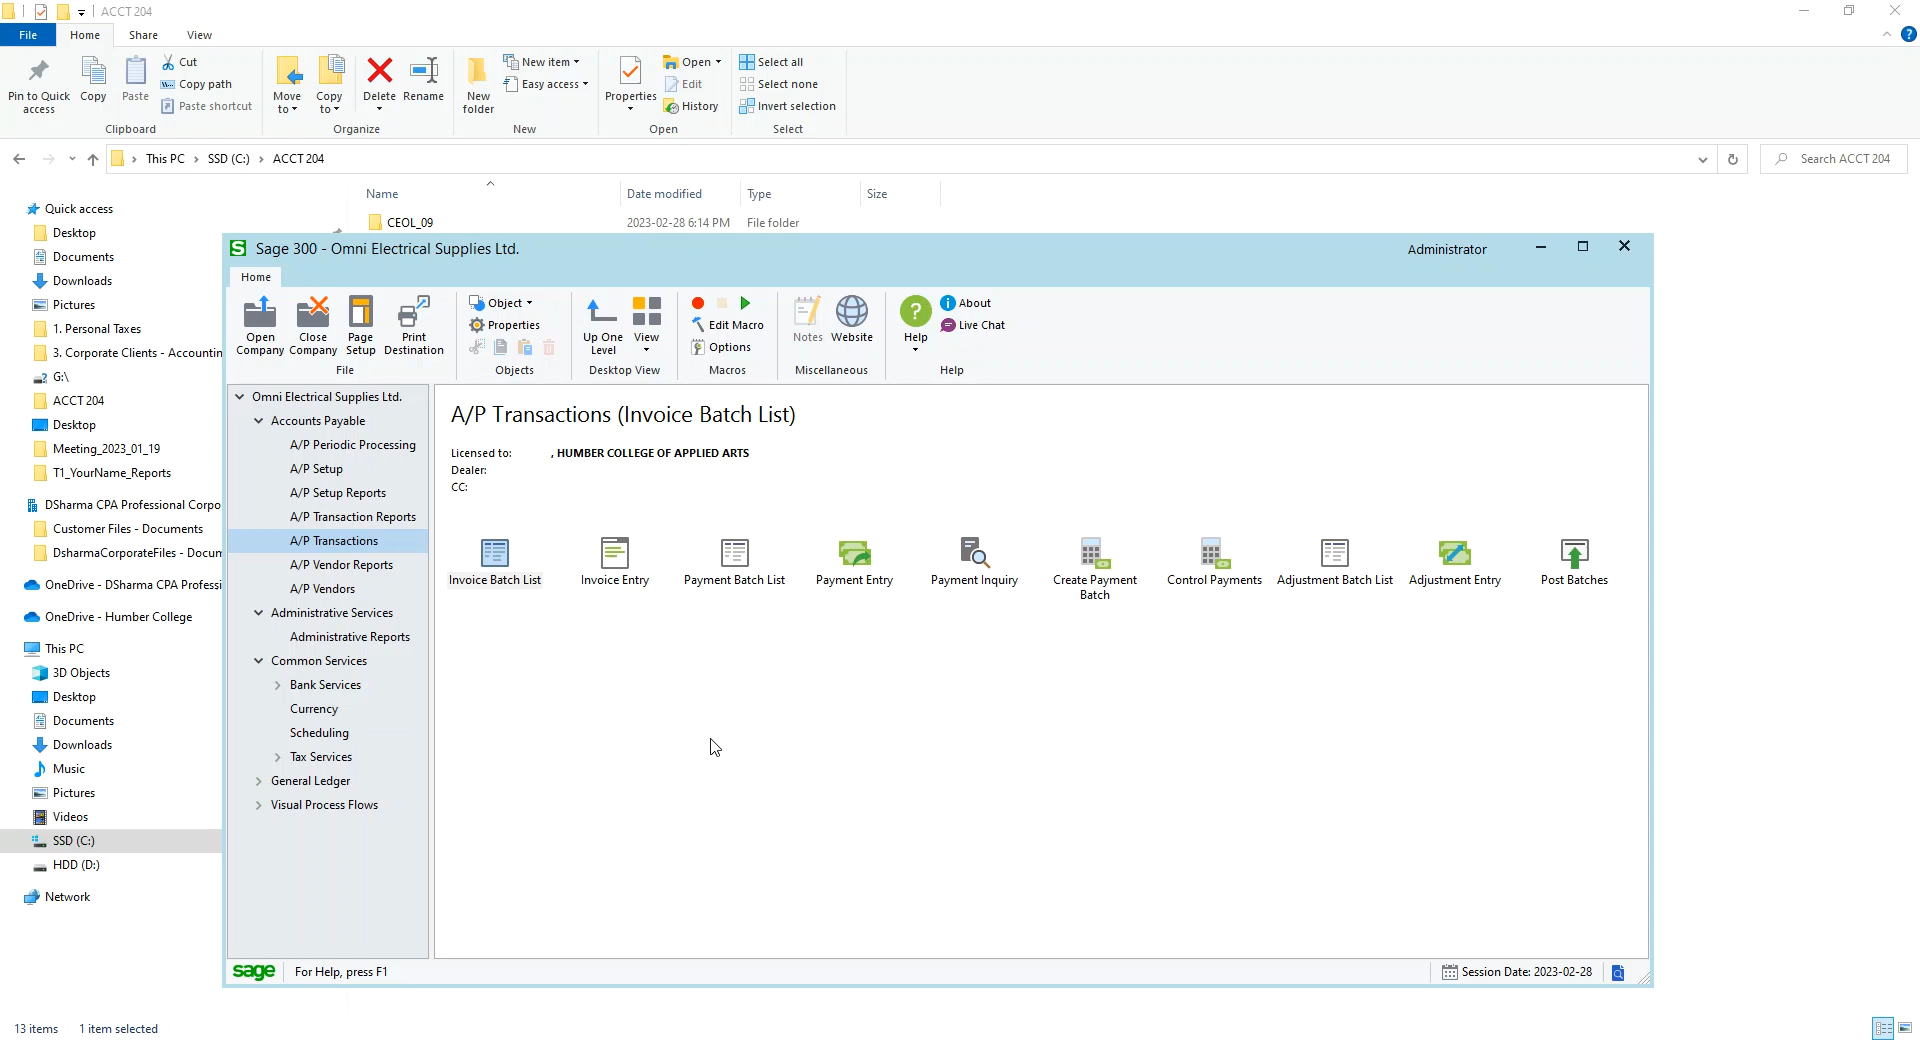 ACCT 204
File Home Share View
Pin to Quick access
Copy
Paste
Cut
Copy path
Paste shortcut
Clipboard
Move to
Copy to
Delete
Rename
Organize
New folder
New item
Easy access
New
Properties
Open
Edit
History
Open
Select all
Select none
Invert selection
Select
This PC › SSD (C:) › ACCT 204
Search ACCT 204
Name Date modified Type Size
CEOL_09 2023-02-28 6:14 PM File folder
Quick access
Desktop
Documents
Downloads
Pictures
1. Personal Taxes
3. Corporate Clients - Accountin
G:\
ACCT 204
Desktop
Meeting_2023_01_19
T1_YourName_Reports
DSharma CPA Professional Corpo
Customer Files - Documents
DsharmaCorporateFiles - Docum
OneDrive - DSharma CPA Professi
OneDrive - Humber College
This PC
3D Objects
Desktop
Documents
Downloads
Music
Pictures
Videos
SSD (C:)
HDD (D:)
Network
13 items 1 item selected
Sage 300 - Omni Electrical Supplies Ltd.
Administrator
Home
Open Company
Close Company
Page Setup
Print Destination
File
Object
Properties
Objects
Up One Level
View
Desktop View
Edit Macro
Options
Macros
Notes
Website
Miscellaneous
Help
About
Live Chat
Help
Omni Electrical Supplies Ltd.
Accounts Payable
A/P Periodic Processing
A/P Setup
A/P Setup Reports
A/P Transaction Reports
A/P Transactions
A/P Vendor Reports
A/P Vendors
Administrative Services
Administrative Reports
Common Services
Bank Services
Currency
Scheduling
Tax Services
General Ledger
Visual Process Flows
A/P Transactions (Invoice Batch List)
Licensed to: , HUMBER COLLEGE OF APPLIED ARTS
Dealer:
CC:
Invoice Batch List
Invoice Entry
Payment Batch List
Payment Entry
Payment Inquiry
Create Payment Batch
Control Payments
Adjustment Batch List
Adjustment Entry
Post Batches
sage
For Help, press F1
Session Date: 2023-02-28